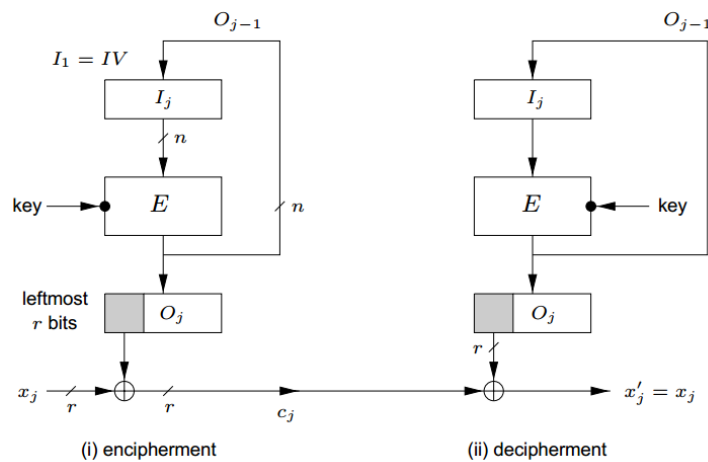 O_{j−1}
I_1 = IV
I_j
n
key
E
n
leftmost
r bits
O_j
x_j
r
r
c_j
(i) encipherment
O_{j−1}
I_j
E
key
O_j
r
x'_j = x_j
(ii) decipherment